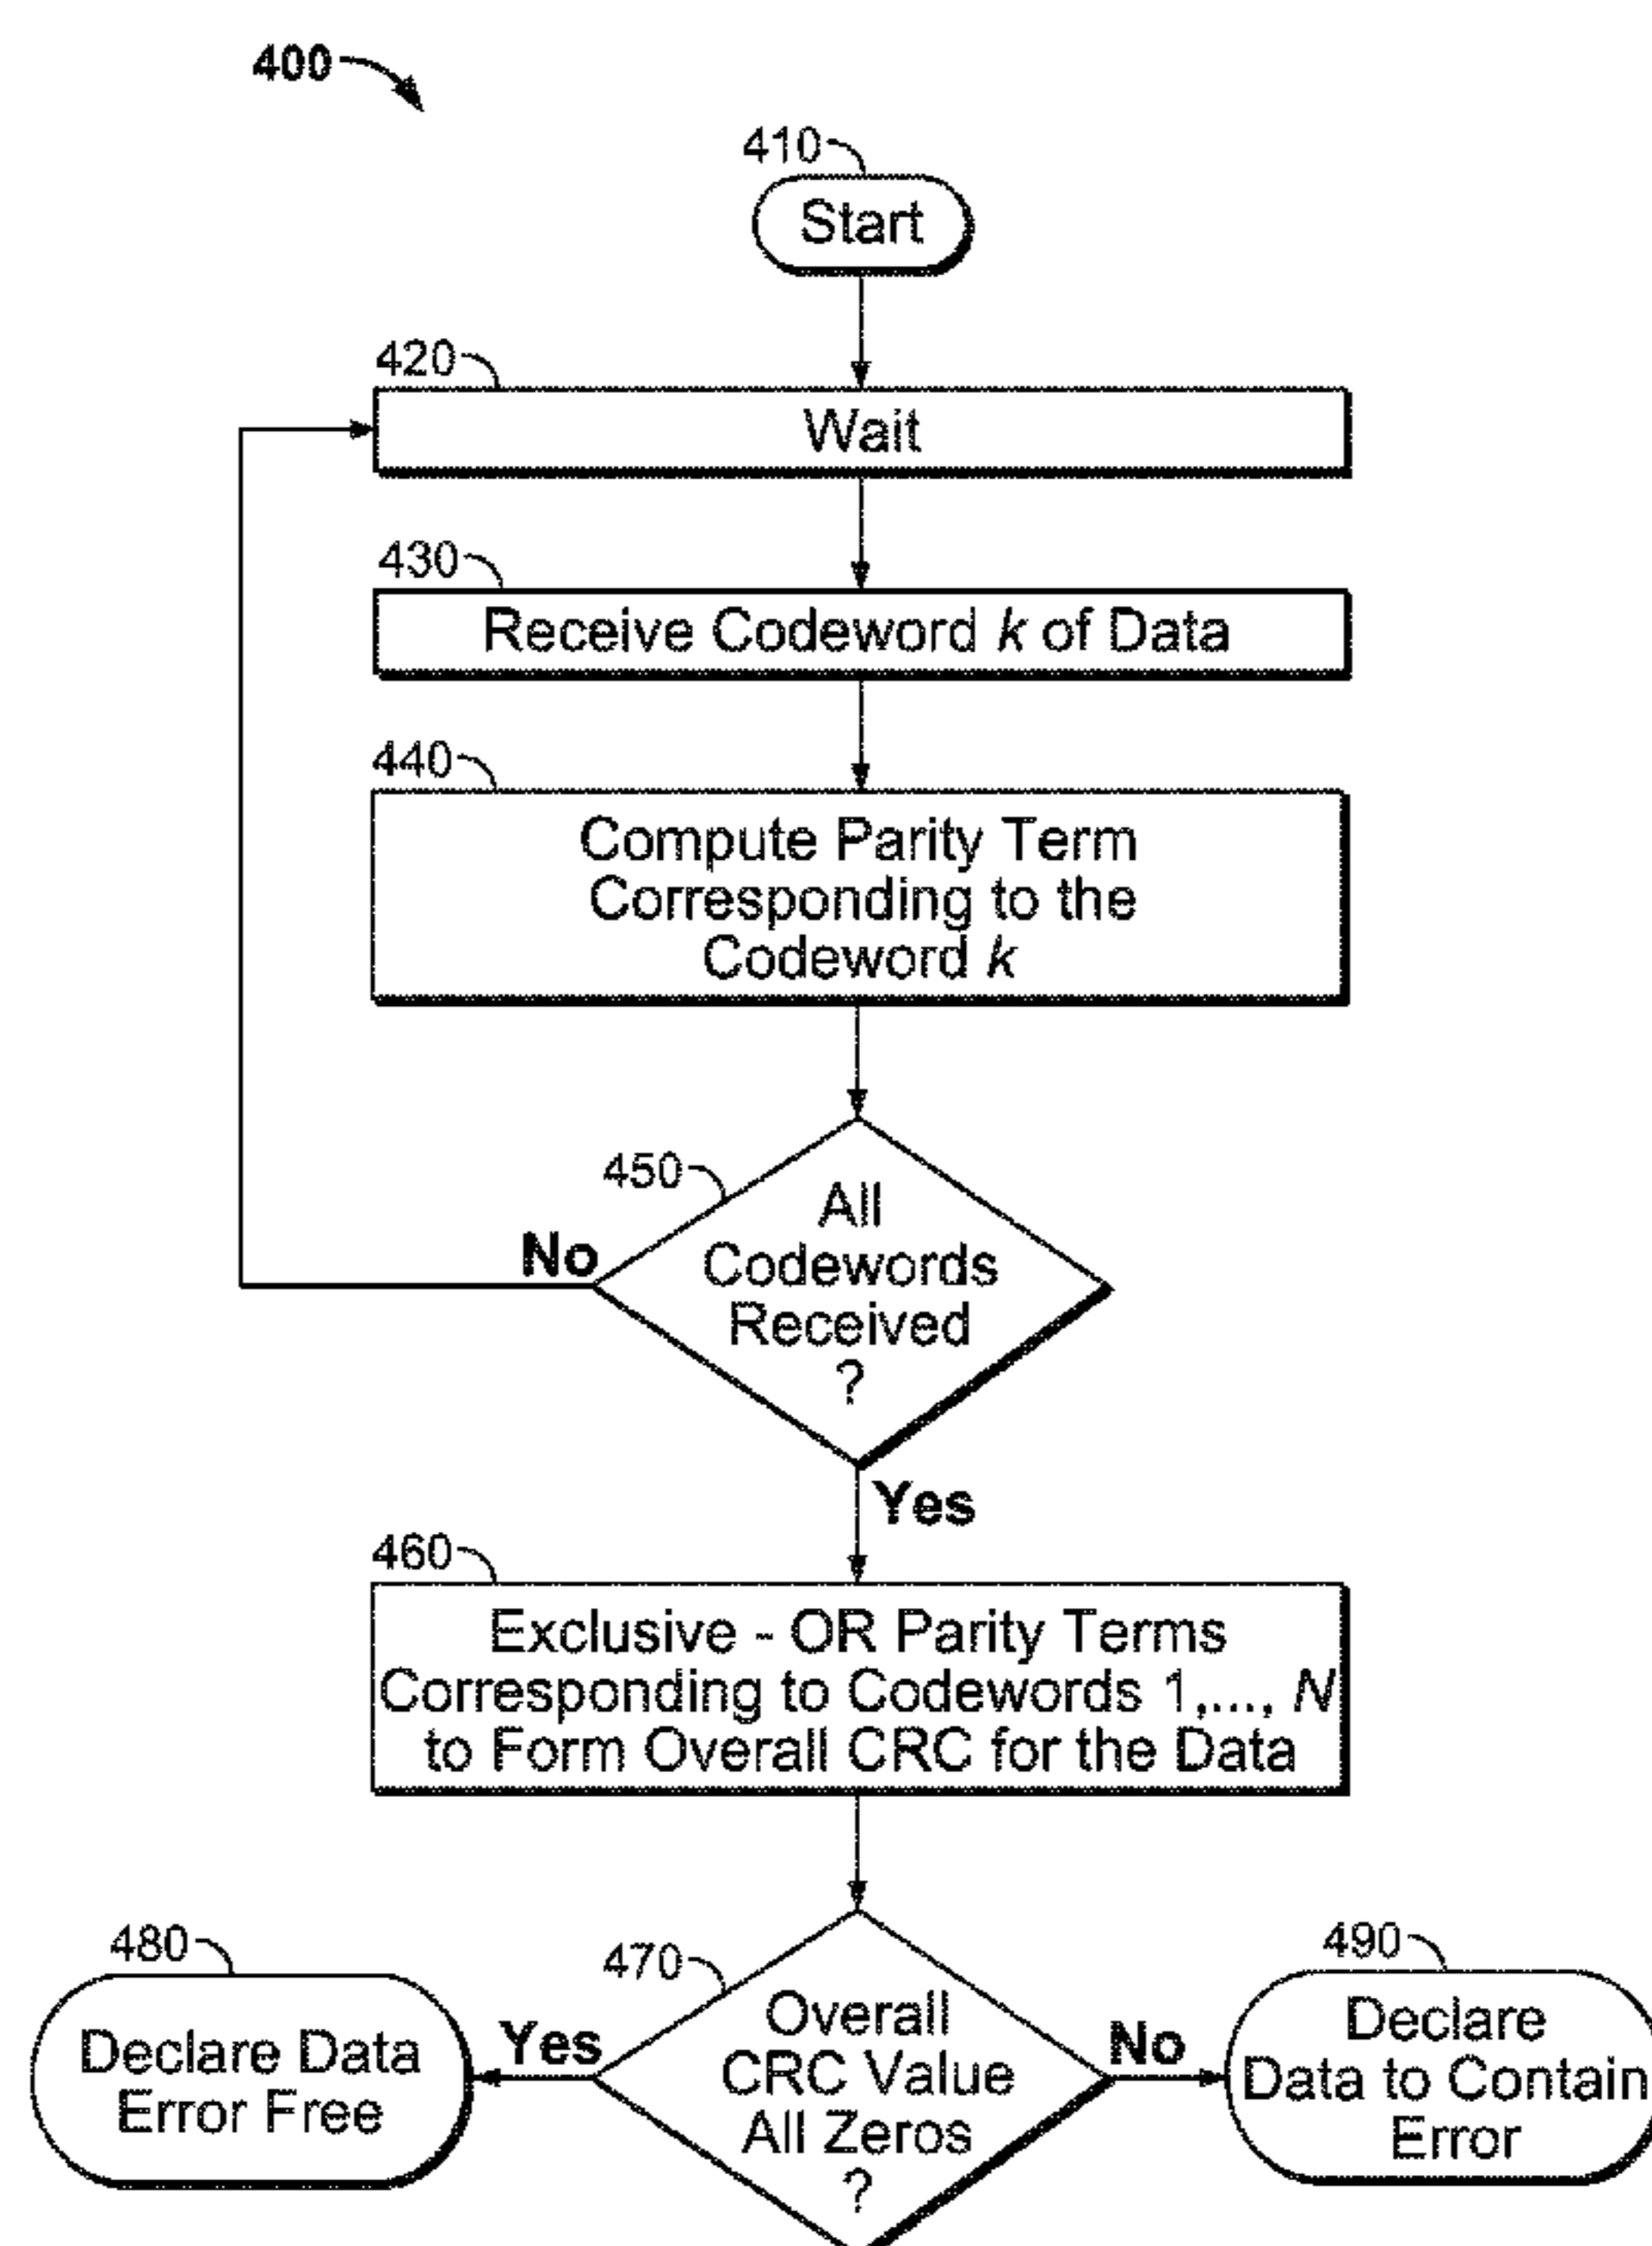 400
410
Start
420
Wait
430
Receive Codeword k of Data
440
Compute Parity Term
Corresponding to the
Codeword k
450
All
Codewords
Received
?
No
Yes
460
Exclusive - OR Parity Terms
Corresponding to Codewords 1,..., N
to Form Overall CRC for the Data
480
Declare Data
Error Free
Yes
470
Overall
CRC Value
All Zeros
?
No
490
Declare
Data to Contain
Error